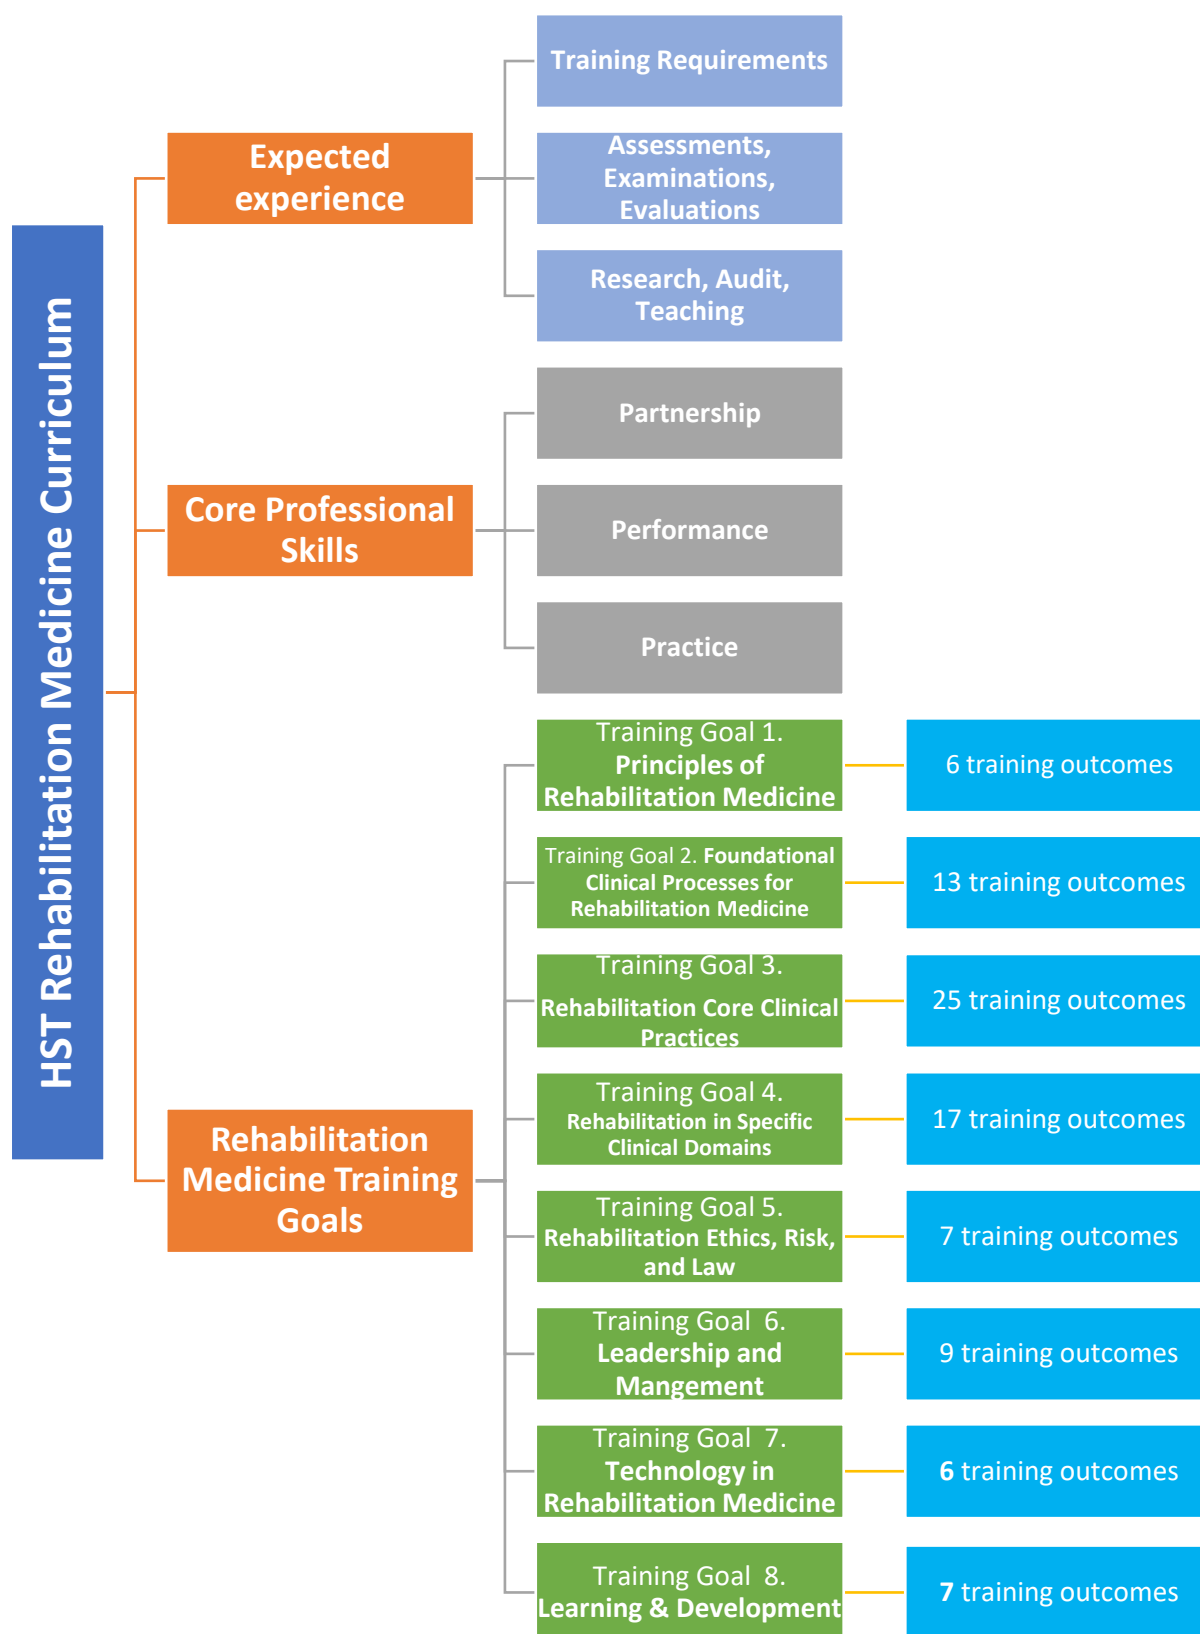 HST Rehabilitation Medicine Curriculum
Expected
experience
Training Requirements
Assessments,
Examinations,
Evaluations
Research, Audit,
Teaching
Core Professional
Skills
Partnership
Performance
Practice
Rehabilitation
Medicine Training
Goals
Training Goal 1.
Principles of
Rehabilitation Medicine
6 training outcomes
Training Goal 2. Foundational
Clinical Processes for
Rehabilitation Medicine
13 training outcomes
Training Goal 3.
Rehabilitation Core Clinical
Practices
25 training outcomes
Training Goal 4.
Rehabilitation in Specific
Clinical Domains
17 training outcomes
Training Goal 5.
Rehabilitation Ethics, Risk,
and Law
7 training outcomes
Training Goal  6.
Leadership and
Mangement
9 training outcomes
Training Goal  7.
Technology in
Rehabilitation Medicine
6 training outcomes
Training Goal  8.
Learning & Development
7 training outcomes